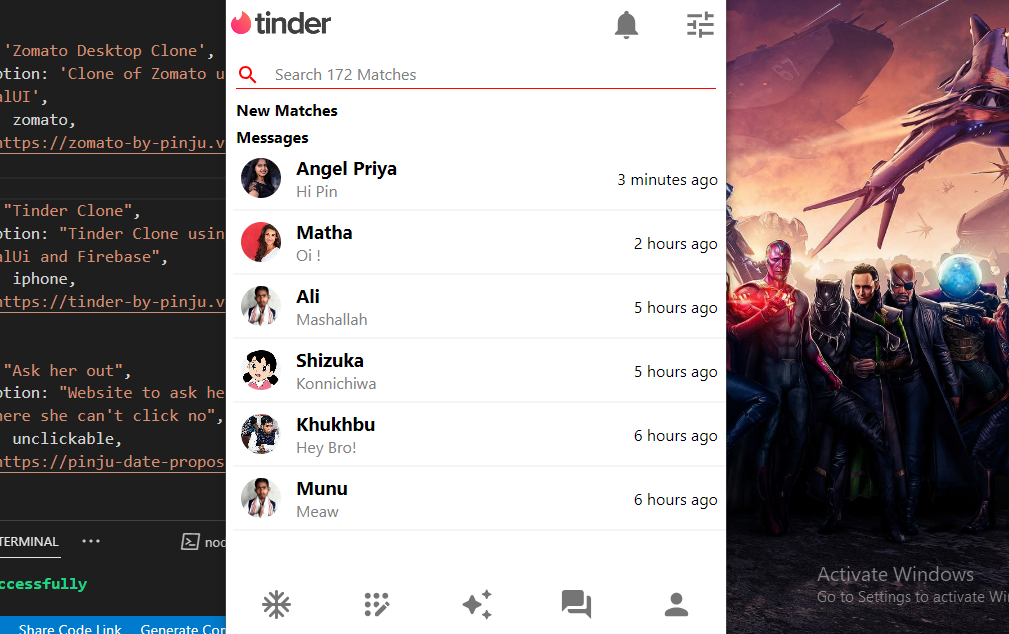 'Zomato Desktop Clone',
ption: 'Clone of Zomato u
alUI',
zomato,
https://zomato-by-pinju.v
"Tinder Clone",
ption: "Tinder Clone usin
alUi and Firebase",
iphone,
https://tinder-by-pinju.v
"Ask her out",
ption: "Website to ask he
here she can't click no",
unclickable,
https://pinju-date-propos
TERMINAL
nod
ccessfully
Share Code Link
Generate Com
tinder
Search 172 Matches
New Matches
Messages
Angel Priya
Hi Pin
3 minutes ago
Matha
Oi !
2 hours ago
Ali
Mashallah
5 hours ago
Shizuka
Konnichiwa
5 hours ago
Khukhbu
Hey Bro!
6 hours ago
Munu
Meaw
6 hours ago
Activate Windows
Go to Settings to activate Win